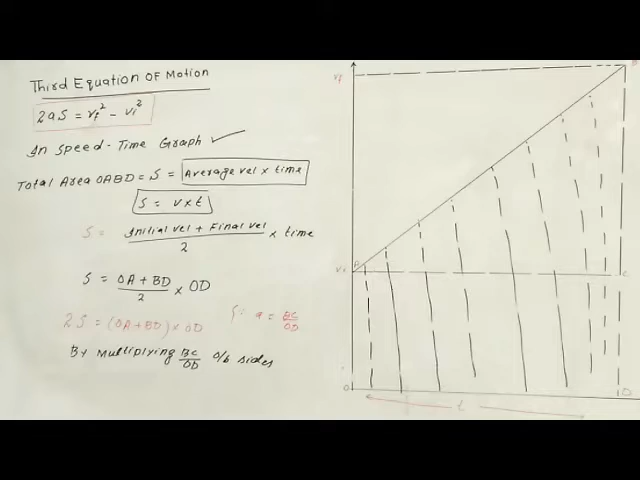 Third Equation OF Motion
2aS = vf² - vi²
In Speed-Time Graph ✓
Total Area OABD = S = Average vel × time
S = v×t
S = Initial vel + Final vel / 2 × time
S = OA + BD / 2 × OD
2S = (OA+BD) × OD
S = a = BC / OD
By Multiplying BC / OD o/b sides
vf
B
vi
A
C
O
D
t